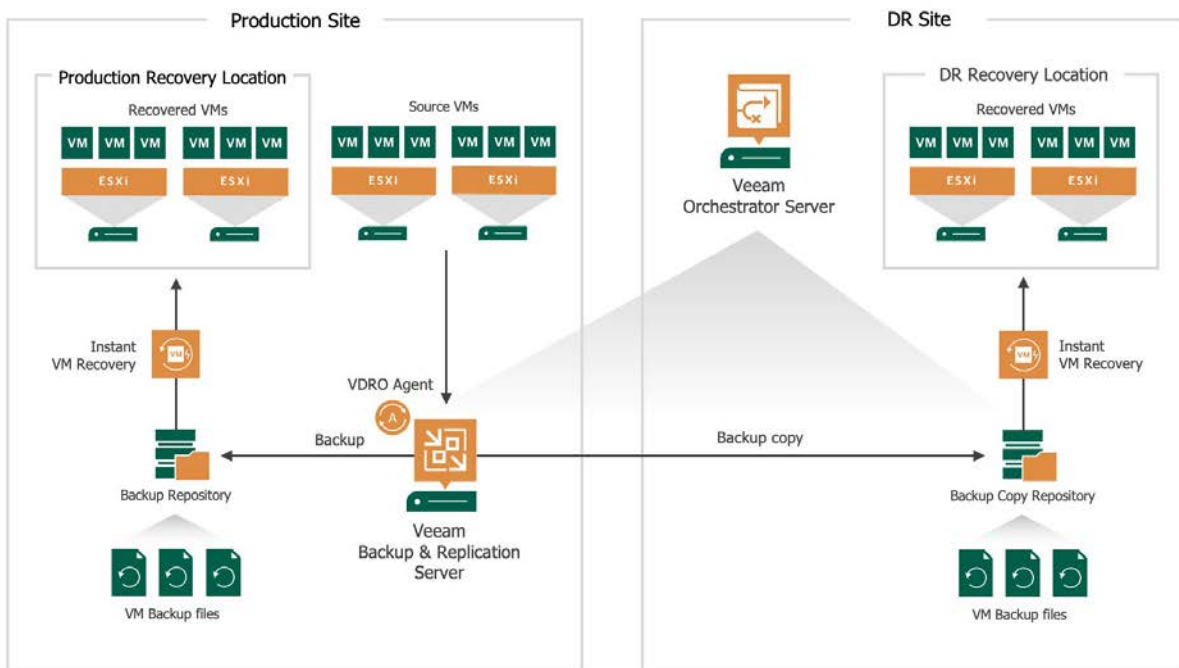 Production Site
DR Site
Production Recovery Location
Recovered VMs
VM VM VM VM VM VM
ESXi ESXi
Source VMs
VM VM VM VM VM VM
ESXi ESXi
Veeam
Orchestrator Server
DR Recovery Location
Recovered VMs
VM VM VM VM VM VM
ESXi ESXi
Instant
VM Recovery
VM
VDRO Agent
A
Instant
VM Recovery
VM
Backup
Backup copy
Backup Repository
Veeam
Backup & Replication
Server
Backup Copy Repository
VM Backup files
VM Backup files